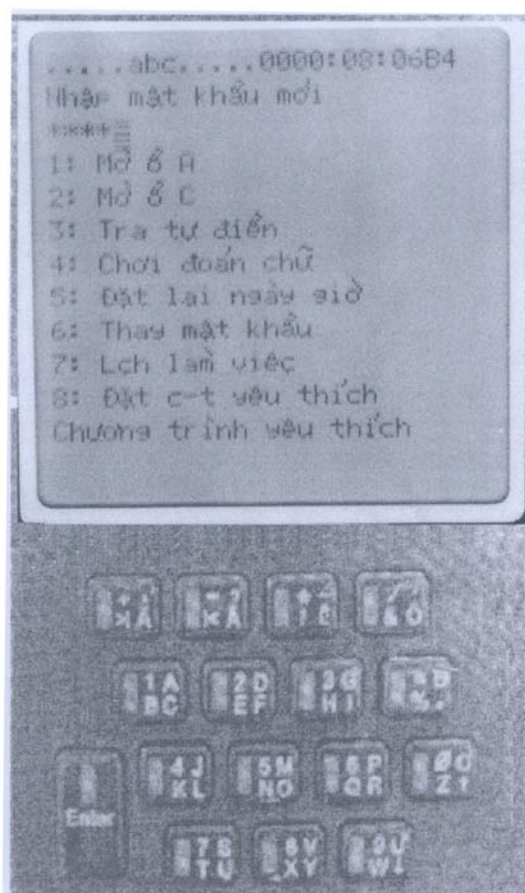 .....abc.....0000:08:06B4
Nhập mật khẩu mới
****
1: Mở ổ A
2: Mở ổ C
3: Tra tự điển
4: Chơi đoán chữ
5: Đặt lại ngày giờ
6: Thay mật khẩu
7: Lch làm việc
8: Đặt c-t yêu thích
Chương trình yêu thích
1A 2D 3G
BC EF HI
4J 5M 6P
KL NO QR
Enter
7S 8V
TU XY